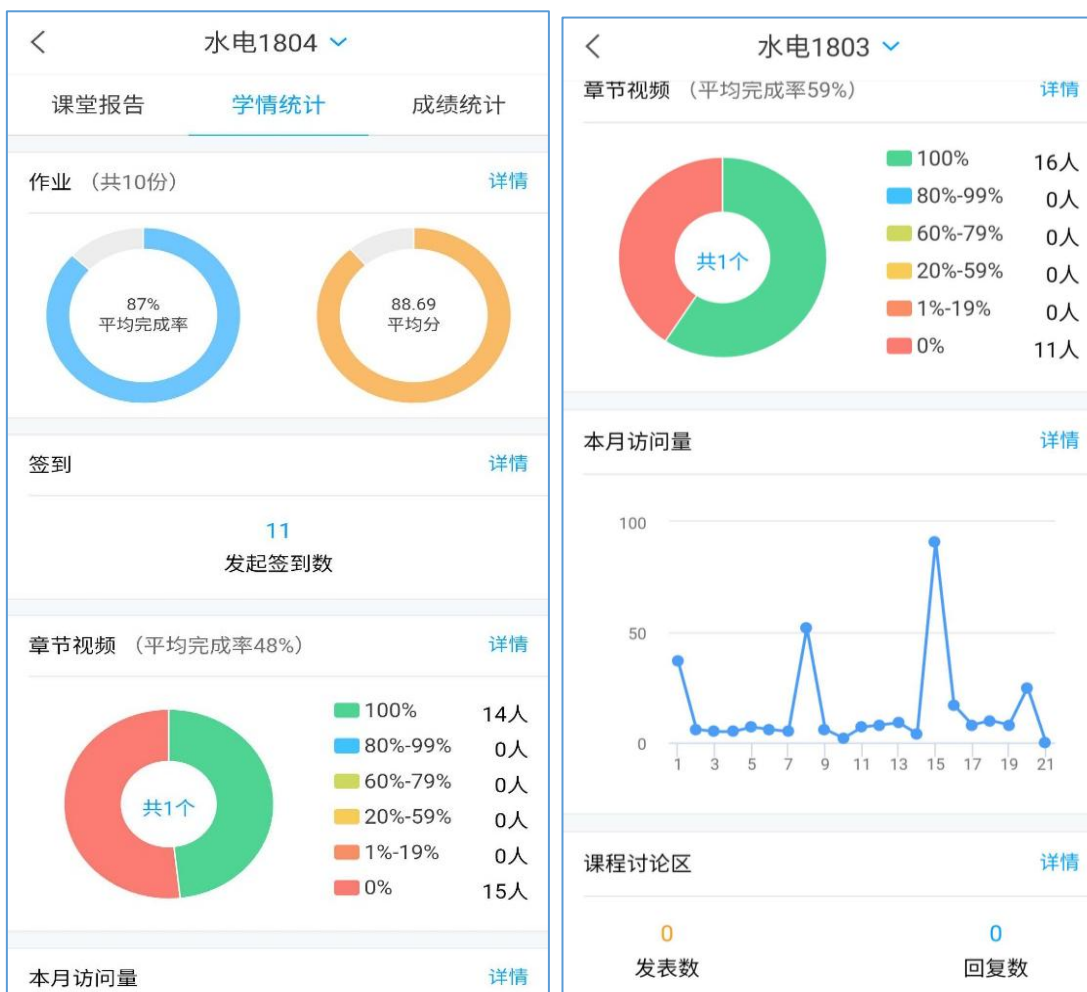 水电1804
课堂报告 学情统计 成绩统计
作业 （共10份） 详情
87% 88.69
平均完成率 平均分
签到 详情
11
发起签到数
章节视频 （平均完成率48%） 详情
100% 14人
80%-99% 0人
60%-79% 0人
共1个
20%-59% 0人
1%-19% 0人
0% 15人
本月访问量 详情
水电1803
章节视频 （平均完成率59%） 详情
100% 16人
80%-99% 0人
60%-79% 0人
共1个
20%-59% 0人
1%-19% 0人
0% 11人
本月访问量 详情
100
50
0
1 3 5 7 9 11 13 15 17 19 21
课程讨论区 详情
0 0
发表数 回复数